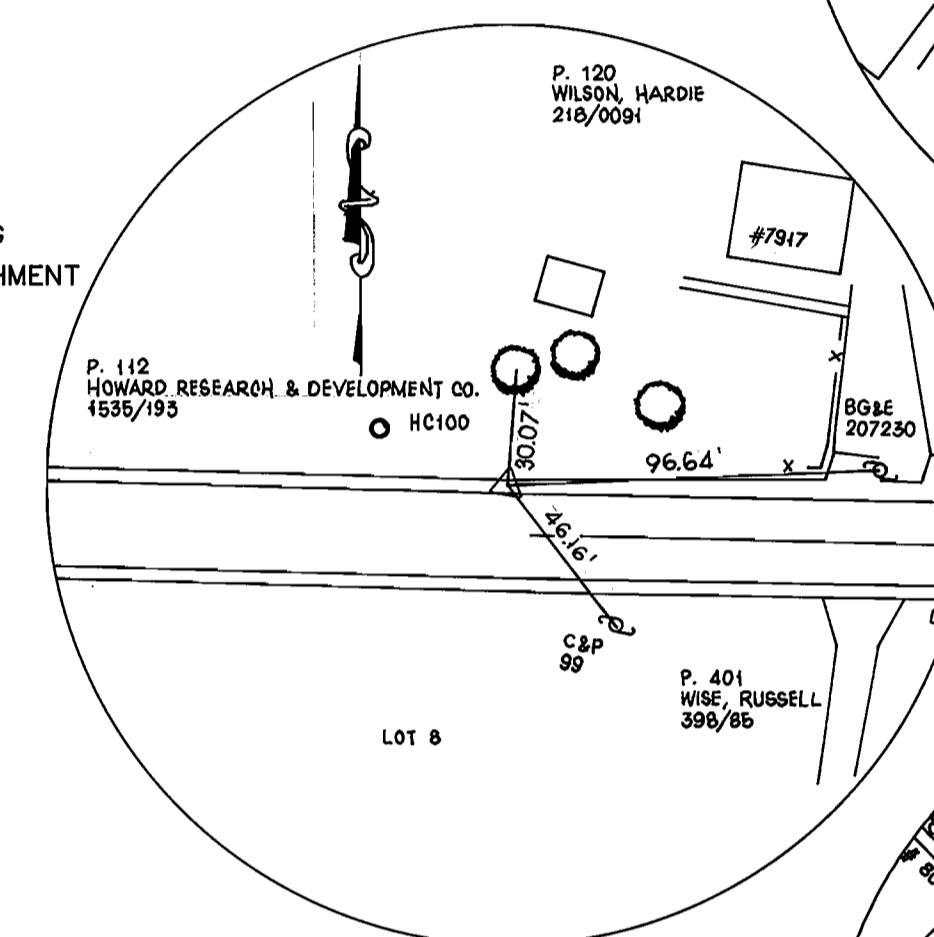 P. 120
WILSON, HARDIE
218/0091
G
HMENT
#7917
P. 112
HOWARD RESEARCH & DEVELOPMENT CO.
1535/193
HC100
30.07'
96.64'
BG&E
207230
46.16'
C&P
99
P. 401
WISE, RUSSELL
398/85
LOT 8